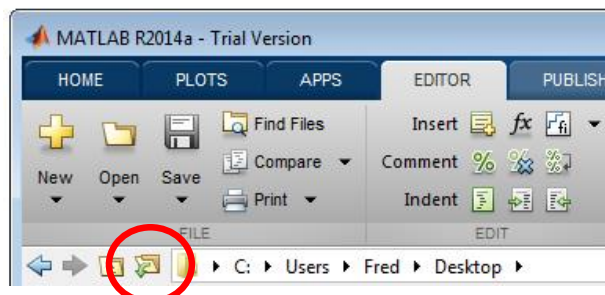 MATLAB R2014a - Trial Version
HOME PLOTS APPS EDITOR PUBLISH
Find Files Insert fx fi
New Open Save Compare Comment % % %
Print Indent
FILE EDIT
C: Users Fred Desktop